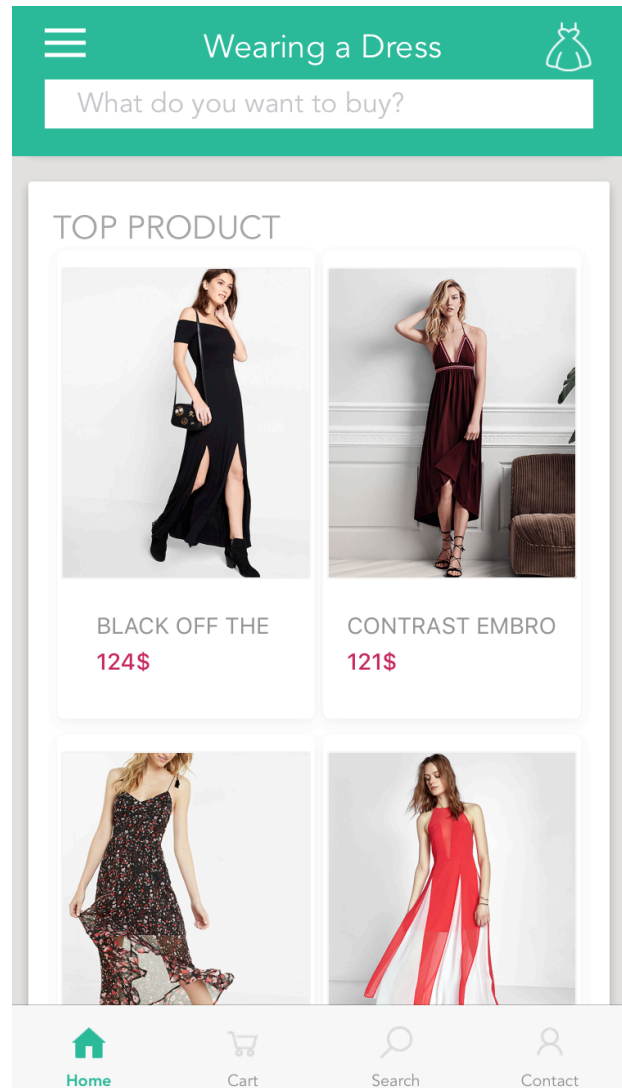 Wearing a Dress
What do you want to buy?
TOP PRODUCT
BLACK OFF THE
124$
CONTRAST EMBRO
121$
Home
Cart
Search
Contact